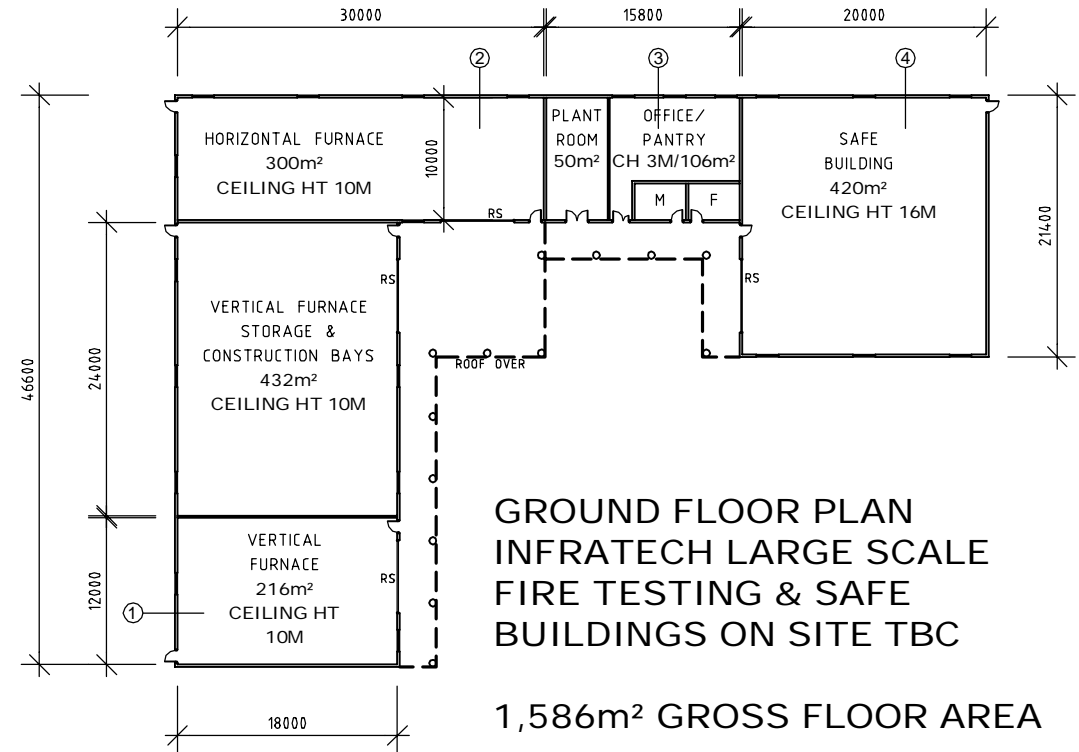 30000
15800
20000
②
③
④
HORIZONTAL FURNACE
300m²
CEILING HT 10M
10000
PLANT
ROOM
50m²
OFFICE/
PANTRY
CH 3M/106m²
M
F
SAFE
BUILDING
420m²
CEILING HT 16M
21400
RS
RS
RS
46600
24000
VERTICAL FURNACE
STORAGE &
CONSTRUCTION BAYS
432m²
CEILING HT 10M
ROOF OVER
12000
①
VERTICAL
FURNACE
216m²
CEILING HT
10M
RS
18000
GROUND FLOOR PLAN
INFRATECH LARGE SCALE
FIRE TESTING & SAFE
BUILDINGS ON SITE TBC
1,586m² GROSS FLOOR AREA